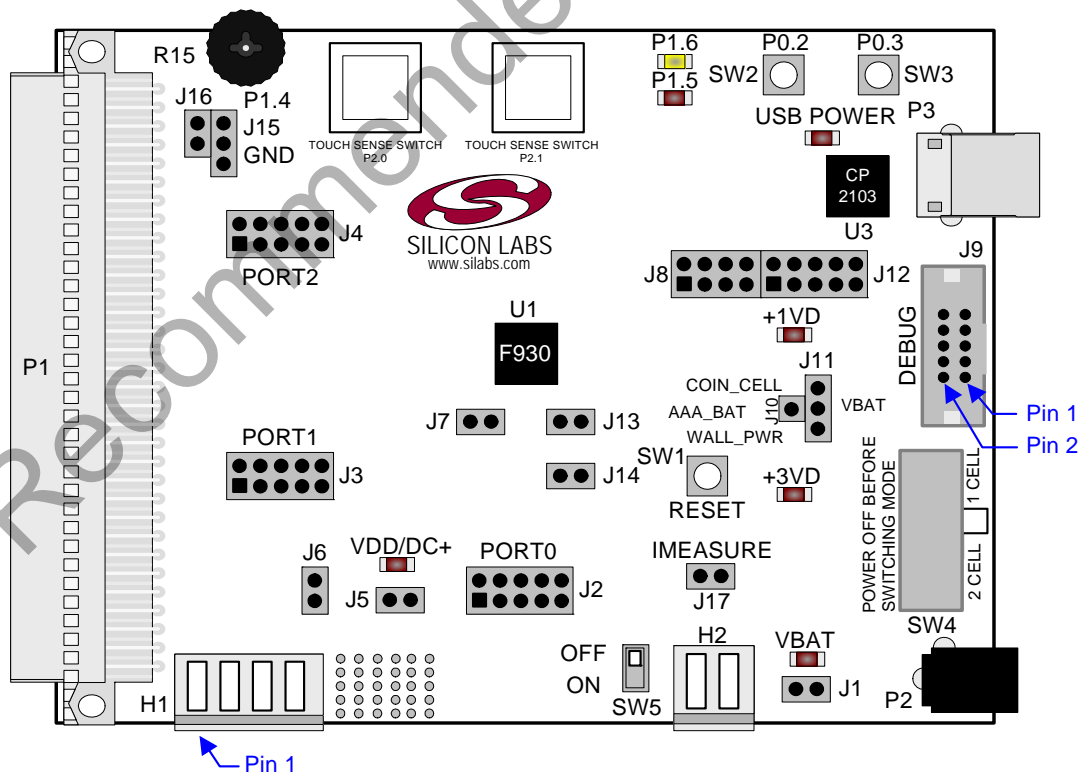 R15
P1.6
P0.2
P0.3
SW2
SW3
P1.5
J16
P1.4
USB POWER
P3
J15
GND
TOUCH SENSE SWITCH
P2.0
TOUCH SENSE SWITCH
P2.1
CP
2103
U3
J4
SILICON LABS
www.silabs.com
PORT2
J9
J8
J12
U1
+1VD
F930
DEBUG
P1
J11
COIN_CELL
J10
AAA_BAT
VBAT
WALL_PWR
J7
J13
Pin 1
Pin 2
PORT1
SW1
J3
J14
+3VD
RESET
POWER OFF BEFORE
SWITCHING MODE
1 CELL
2 CELL
J6
VDD/DC+
PORT0
IMEASURE
J5
J2
J17
SW4
OFF
ON
SW5
H2
VBAT
J1
P2
H1
Pin 1
Recommende